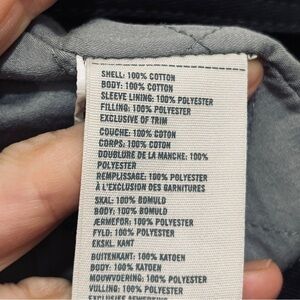 SHELL: 100% COTTON
BODY: 100% COTTON
SLEEVE LINING: 100% POLYESTER
FILLING: 100% POLYESTER
EXCLUSIVE OF TRIM
COUCHE: 100% COTON
CORPS: 100% COTON
DOUBLURE DE LA MANCHE: 100%
POLYESTER
REMPLISSAGE: 100% POLYESTER
À L'EXCLUSION DES GARNITURES
SKAL: 100% BOMULD
BODY: 100% BOMULD
ÆRMEFOR: 100% POLYESTER
FYLD: 100% POLYESTER
EKSKL. KANT
BUITENKANT: 100% KATOEN
BODY: 100% KATOEN
MOUWVOERING: 100% POLYESTER
VULLING: 100% POLYESTER
EXCLUSIEF AFWERKING